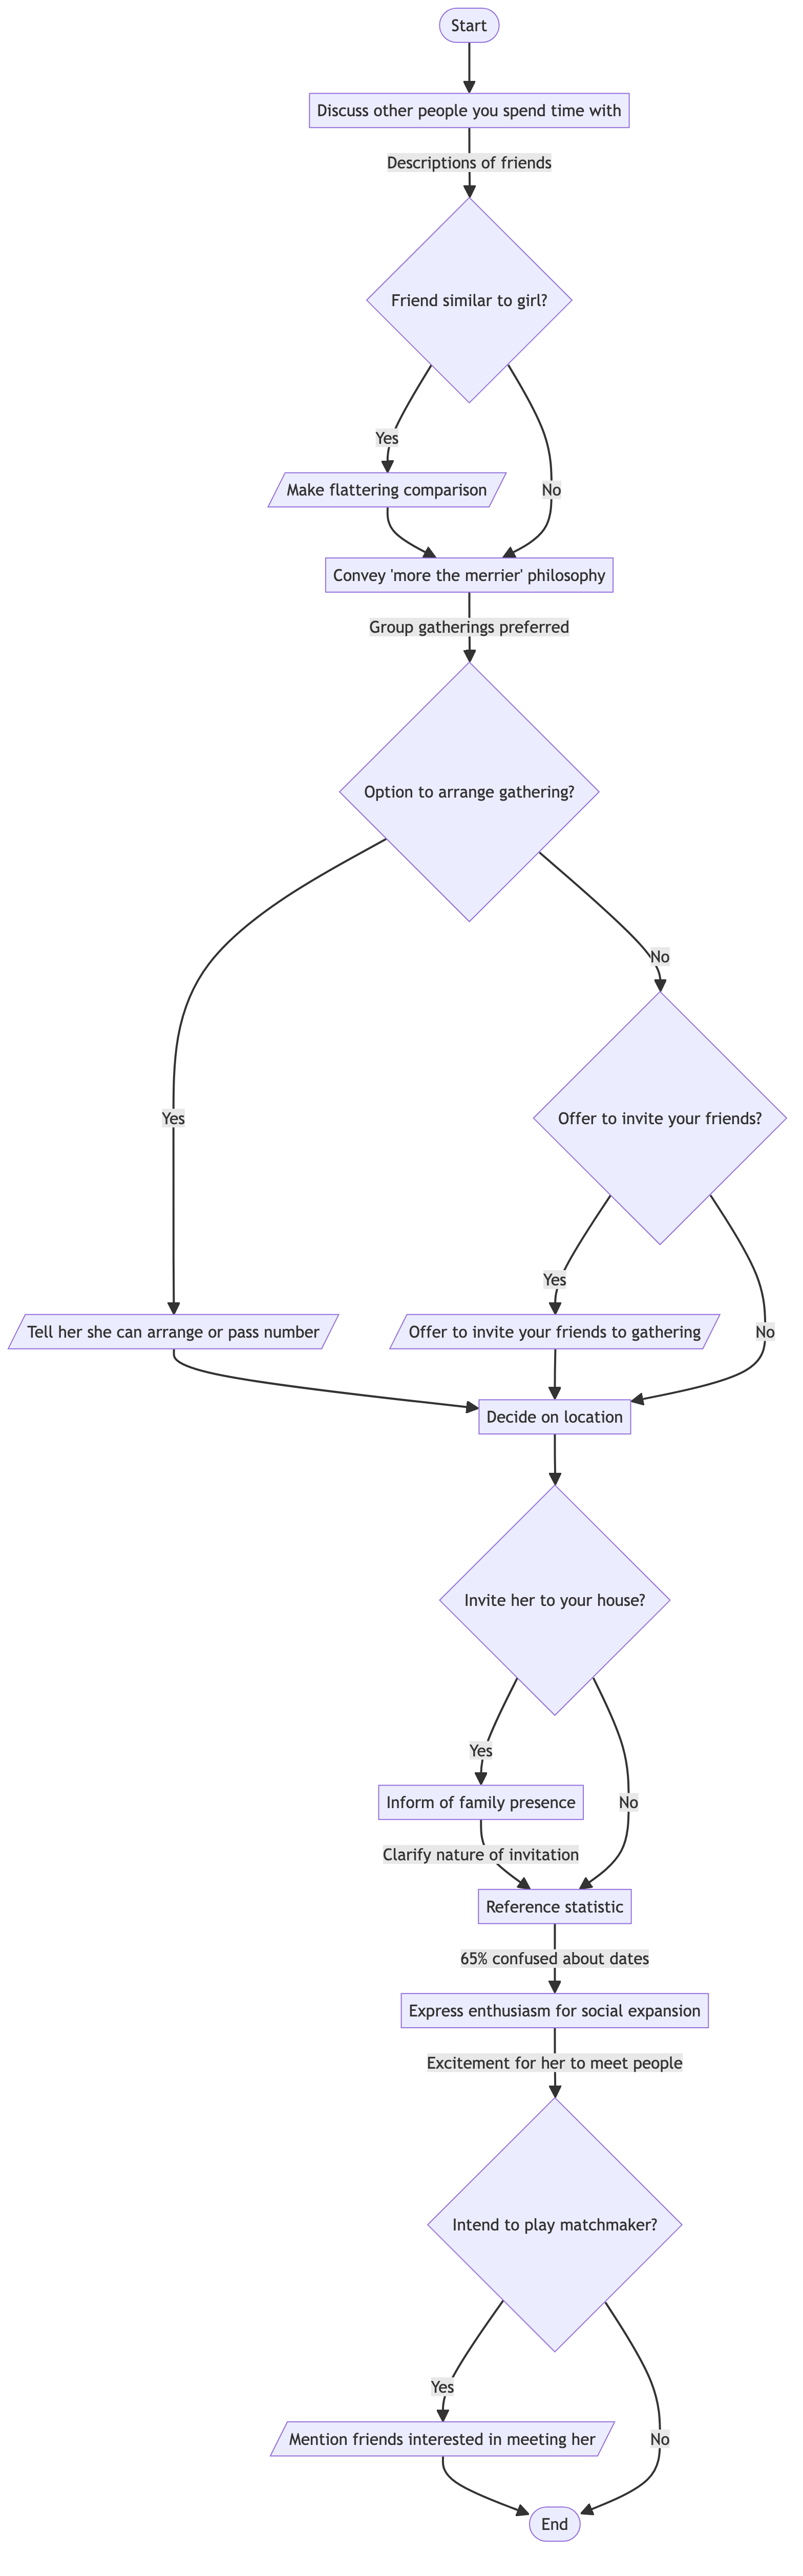 Start
Discuss other people you spend time with
Descriptions of friends
Friend similar to girl?
Yes
Make flattering comparison
No
Convey 'more the merrier' philosophy
Group gatherings preferred
Option to arrange gathering?
No
Yes
Offer to invite your friends?
Yes
Tell her she can arrange or pass number
Offer to invite your friends to gathering
No
Decide on location
Invite her to your house?
Yes
Inform of family presence
No
Clarify nature of invitation
Reference statistic
65% confused about dates
Express enthusiasm for social expansion
Excitement for her to meet people
Intend to play matchmaker?
Yes
Mention friends interested in meeting her
No
End